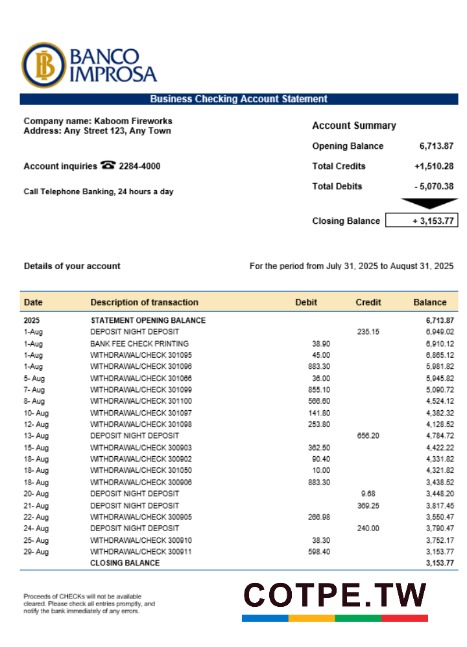 BANCO
IMPROSA
Business Checking Account Statement
Company name: Kaboom Fireworks
Address: Any Street 123, Any Town
Account inquiries ☎ 2284-4000
Call Telephone Banking, 24 hours a day
Account Summary
Opening Balance 6,713.87
Total Credits +1,510.28
Total Debits - 5,070.38
Closing Balance + 3,153.77
Details of your account For the period from July 31, 2025 to August 31, 2025
Date Description of transaction Debit Credit Balance
2025 STATEMENT OPENING BALANCE 6,713.87
1-Aug DEPOSIT NIGHT DEPOSIT 235.15 6,949.02
1-Aug BANK FEE CHECK PRINTING 38.90 6,910.12
1-Aug WITHDRAWAL/CHECK 301095 45.00 6,865.12
1-Aug WITHDRAWAL/CHECK 301096 883.30 5,981.82
5- Aug WITHDRAWAL/CHECK 301066 36.00 5,945.82
7- Aug WITHDRAWAL/CHECK 301099 855.10 5,090.72
8- Aug WITHDRAWAL/CHECK 301100 566.60 4,524.12
10- Aug WITHDRAWAL/CHECK 301097 141.80 4,382.32
12- Aug WITHDRAWAL/CHECK 301098 253.80 4,128.52
13- Aug DEPOSIT NIGHT DEPOSIT 656.20 4,784.72
15- Aug WITHDRAWAL/CHECK 300903 362.50 4,422.22
18- Aug WITHDRAWAL/CHECK 300902 90.40 4,331.82
18- Aug WITHDRAWAL/CHECK 301050 10.00 4,321.82
18- Aug WITHDRAWAL/CHECK 300906 883.30 3,438.52
20- Aug DEPOSIT NIGHT DEPOSIT 9.68 3,448.20
21- Aug DEPOSIT NIGHT DEPOSIT 369.25 3,817.45
22- Aug WITHDRAWAL/CHECK 300905 266.98 3,550.47
24- Aug DEPOSIT NIGHT DEPOSIT 240.00 3,790.47
25- Aug WITHDRAWAL/CHECK 300910 38.30 3,752.17
29- Aug WITHDRAWAL/CHECK 300911 598.40 3,153.77
CLOSING BALANCE 3,153.77
Proceeds of CHECKs will not be available
cleared. Please check all entries promptly, and
notify the bank immediately of any errors.
COTPE.TW